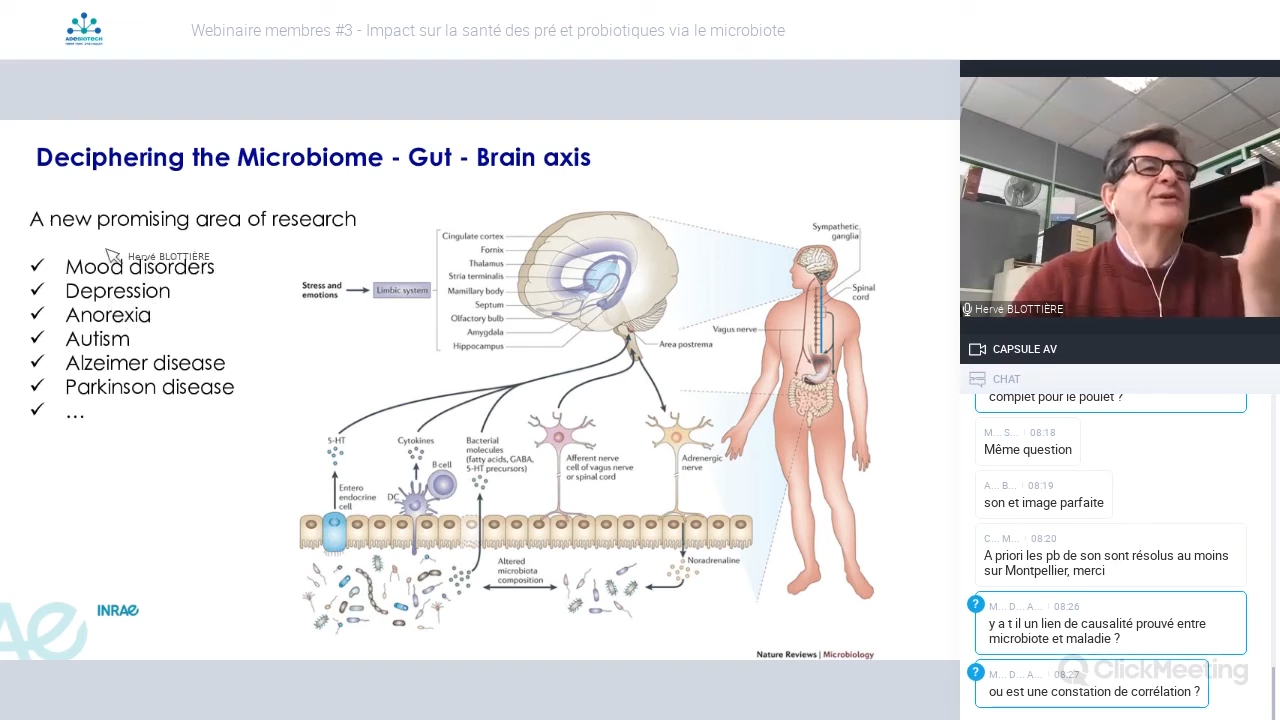 ADEBIOTECH
Webinaire membres #3 - Impact sur la santé des pré et probiotiques via le microbiote
Deciphering the Microbiome - Gut - Brain axis
A new promising area of research
Hervé BLOTTIÈRE
✓ Mood disorders
✓ Depression
✓ Anorexia
✓ Autism
✓ Alzeimer disease
✓ Parkinson disease
✓ ...
Stress and
emotions
Limbic system
Cingulate cortex
Fornix
Thalamus
Stria terminalis
Mamillary body
Septum
Olfactory bulb
Amygdala
Hippocampus
Area postrema
Sympathetic
ganglia
Spinal
cord
Vagus nerve
5-HT
Cytokines
Bacterial
molecules
(fatty acids, GABA,
5-HT precursors)
B cell
DC
Entero
endocrine
cell
Afferent nerve
cell of vagus nerve
or spinal cord
Adrenergic
nerve
Altered
microbiota
composition
Noradrenaline
INRAE
Nature Reviews | Microbiology
Hervé BLOTTIÈRE
CAPSULE AV
CHAT
complet pour le poulet ?
M... S... 08:18
Même question
A... B... 08:19
son et image parfaite
C... M... 08:20
A priori les pb de son sont résolus au moins
sur Montpellier, merci
? M... D... A... 08:26
y a t il un lien de causalité prouvé entre
microbiote et maladie ?
? M... D... A... 08:27
ou est une constation de corrélation ?
ClickMeeting